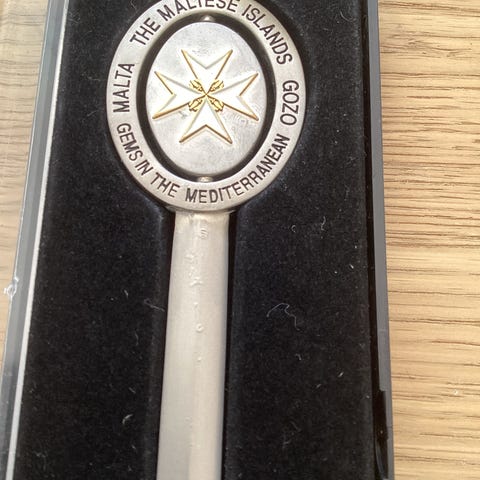 THE MALTESE ISLANDS
MALTA
GOZO
GEMS IN THE MEDITERRANEAN